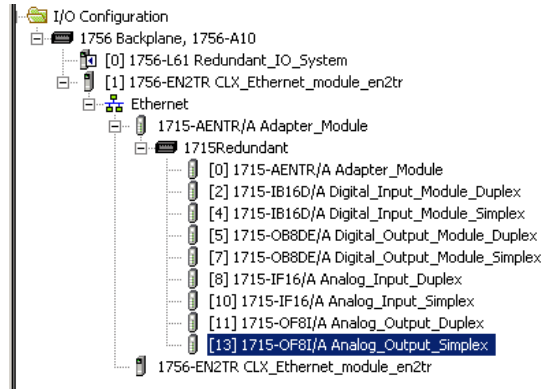 I/O Configuration
1756 Backplane, 1756-A10
[0] 1756-L61 Redundant_IO_System
[1] 1756-EN2TR CLX_Ethernet_module_en2tr
Ethernet
1715-AENTR/A Adapter_Module
1715Redundant
[0] 1715-AENTR/A Adapter_Module
[2] 1715-IB16D/A Digital_Input_Module_Duplex
[4] 1715-IB16D/A Digital_Input_Module_Simplex
[5] 1715-OB8DE/A Digital_Output_Module_Duplex
[7] 1715-OB8DE/A Digital_Output_Module_Simplex
[8] 1715-IF16/A Analog_Input_Duplex
[10] 1715-IF16/A Analog_Input_Simplex
[11] 1715-OF8I/A Analog_Output_Duplex
[13] 1715-OF8I/A Analog_Output_Simplex
1756-EN2TR CLX_Ethernet_module_en2tr